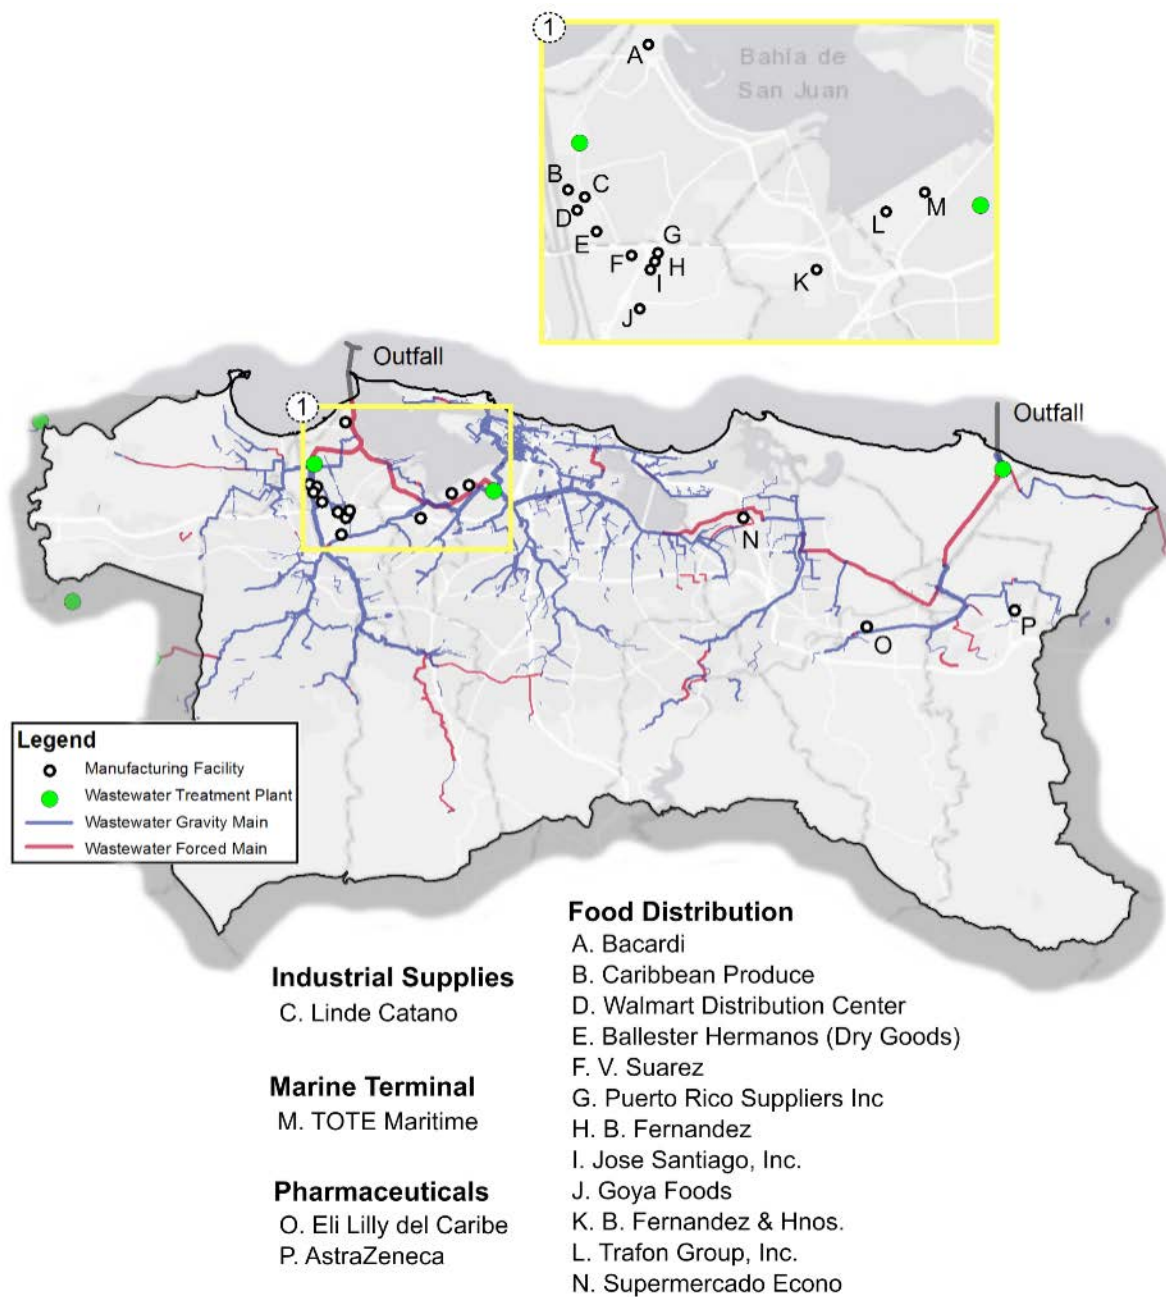 1
A
Bahía de
San Juan
B
C
D
E
F
G
H
I
J
K
L
M
Outfall
1
Outfall
N
O
P
Legend
Manufacturing Facility
Wastewater Treatment Plant
Wastewater Gravity Main
Wastewater Forced Main
Industrial Supplies
C. Linde Catano
Marine Terminal
M. TOTE Maritime
Pharmaceuticals
O. Eli Lilly del Caribe
P. AstraZeneca
Food Distribution
A. Bacardi
B. Caribbean Produce
D. Walmart Distribution Center
E. Ballester Hermanos (Dry Goods)
F. V. Suarez
G. Puerto Rico Suppliers Inc
H. B. Fernandez
I. Jose Santiago, Inc.
J. Goya Foods
K. B. Fernandez & Hnos.
L. Trafon Group, Inc.
N. Supermercado Econo